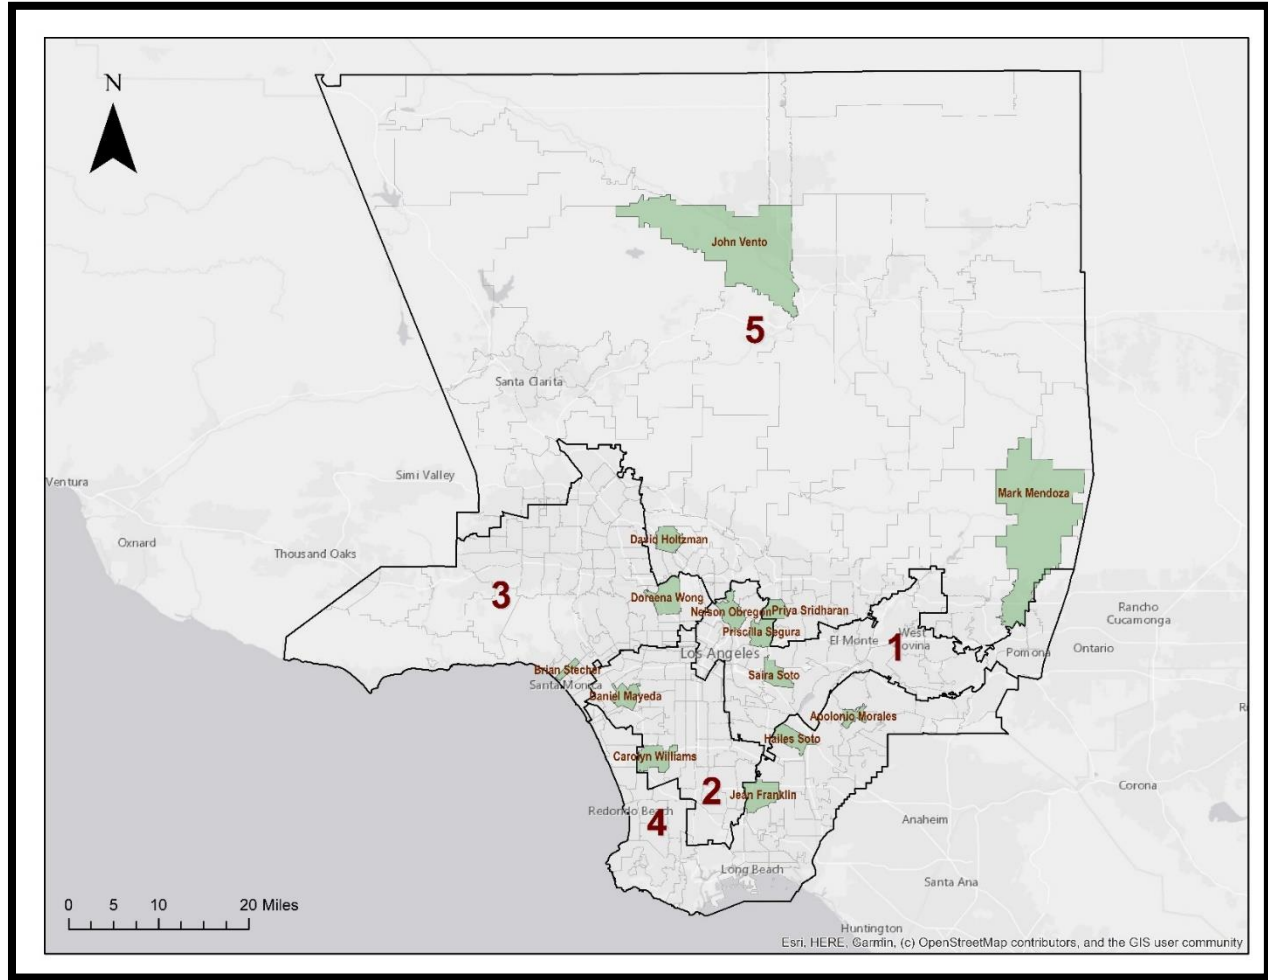 N
John Vento
5
Santa Clarita
Simi Valley
Ventura
Mark Mendoza
Oxnard
Thousand Oaks
David Holtzman
3
Doreena Wong
Nelson Obregon
Priya Sridharan
Rancho
Cucamonga
Priscilla Segura
El Monte
West
1
Pomona
Ontario
Los Angeles
Brian Stecher
Santa Monica
Saira Soto
Daniel Mayeda
Apolonio Morales
Hailes Soto
Carolyn Williams
2
Jean Franklin
Corona
Redondo Beach
4
Anaheim
Long Beach
Santa Ana
0 5 10 20 Miles
Huntington
Esri, HERE, Garmin, (c) OpenStreetMap contributors, and the GIS user community